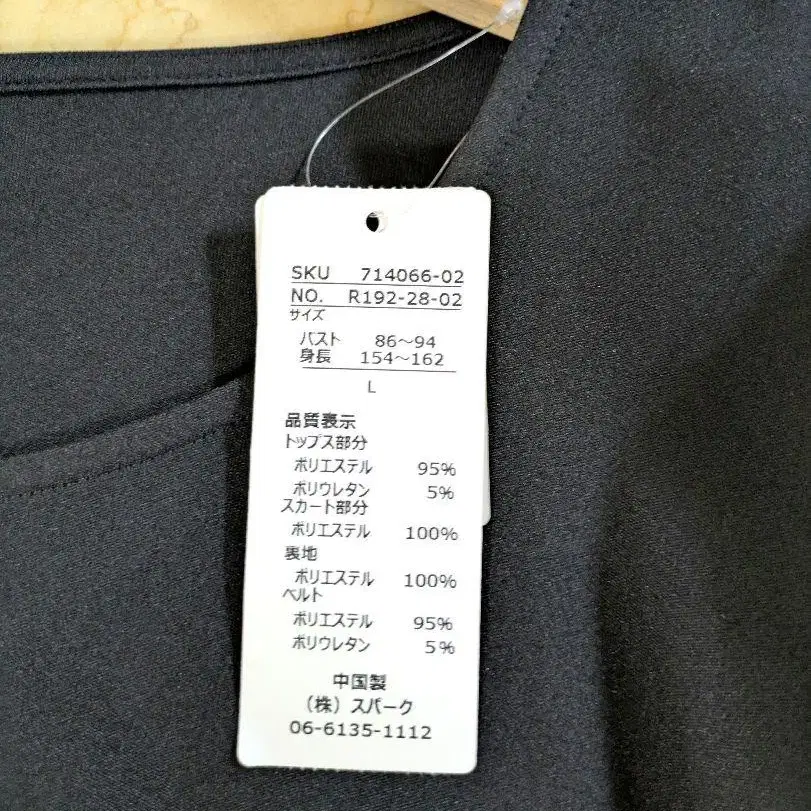 SKU 714066-02
NO. R192-28-02
サイズ
バスト 86～94
身長 154～162
L
品質表示
トップス部分
ポリエステル 95%
ポリウレタン 5%
スカート部分
ポリエステル 100%
裏地
ポリエステル 100%
ベルト
ポリエステル 95%
ポリウレタン 5%
中国製
（株）スパーク
06-6135-1112